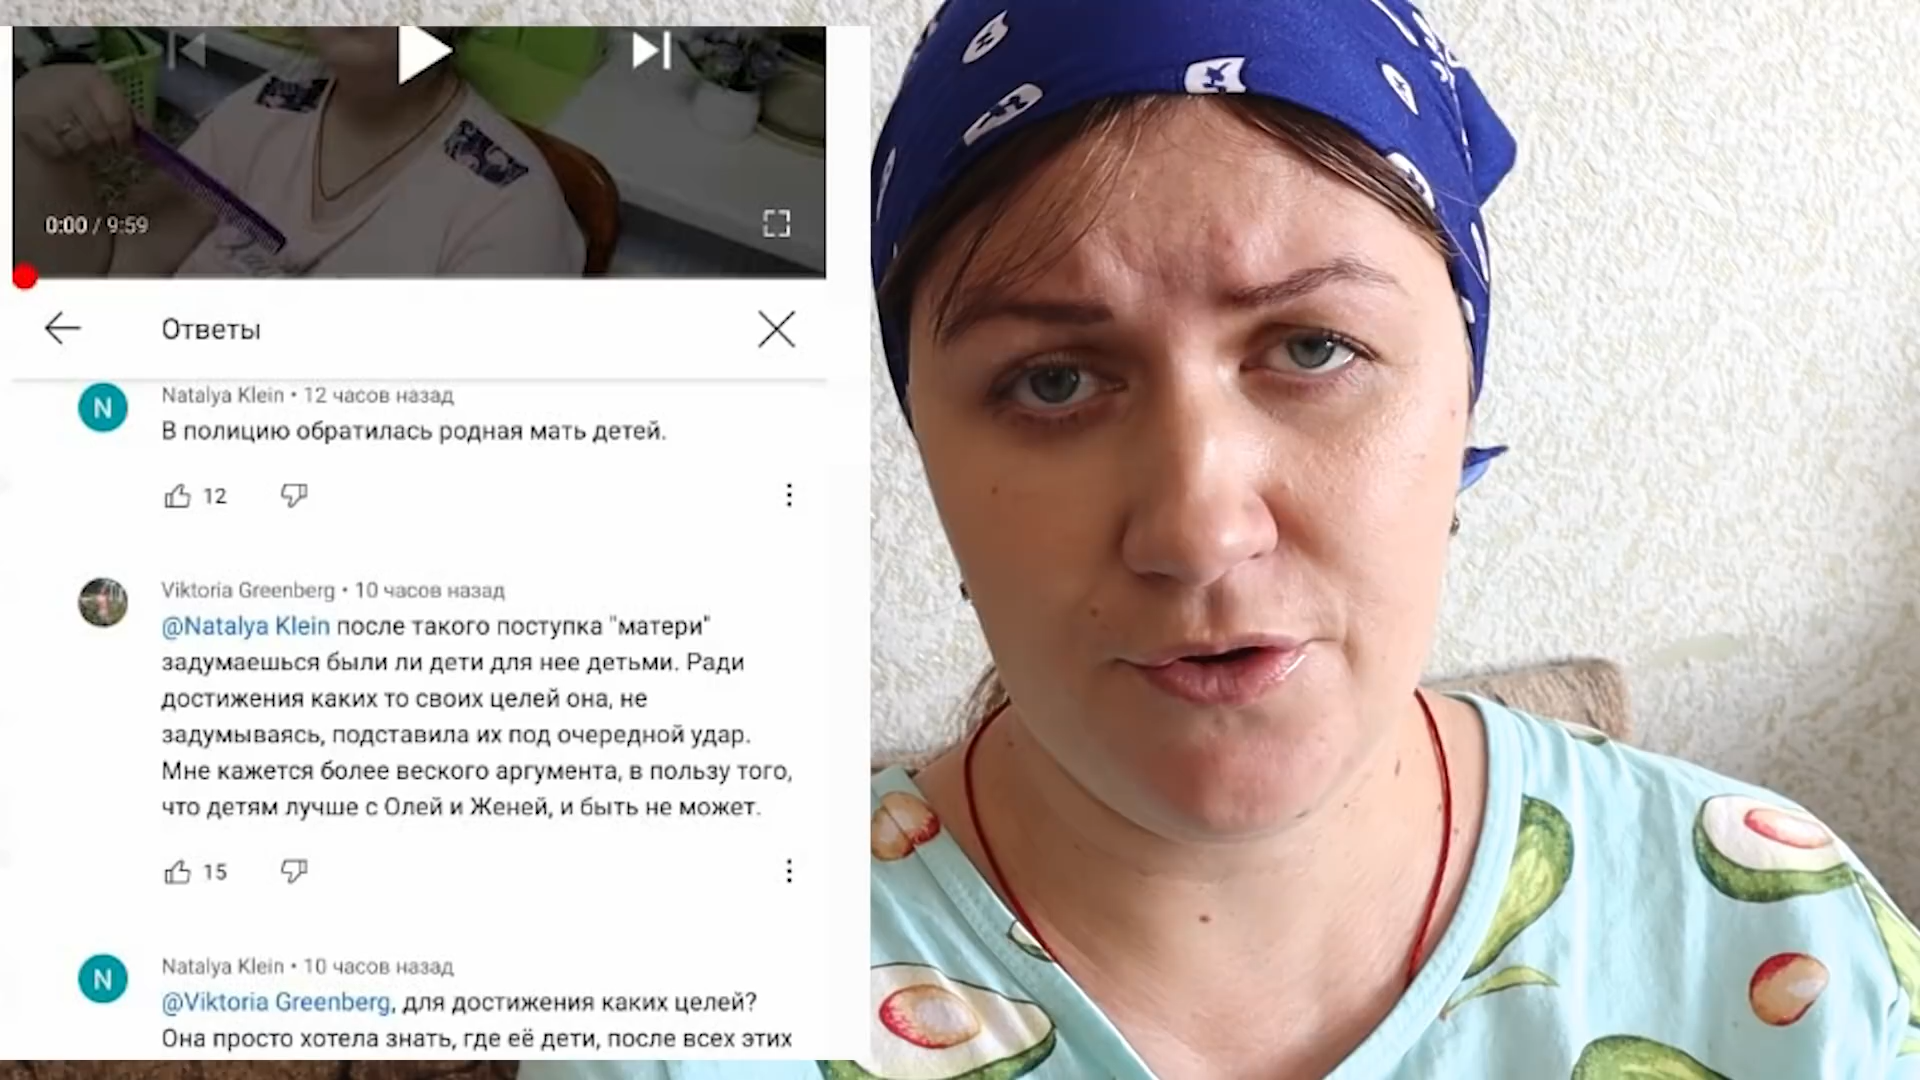 0:00 / 9:59
Ответы
Natalya Klein • 12 часов назад
В полицию обратилась родная мать детей.
12
Viktoria Greenberg • 10 часов назад
@Natalya Klein после такого поступка "матери"
задумаешься были ли дети для нее детьми. Ради
достижения каких то своих целей она, не
задумываясь, подставила их под очередной удар.
Мне кажется более веского аргумента, в пользу того,
что детям лучше с Олей и Женей, и быть не может.
15
Natalya Klein • 10 часов назад
@Viktoria Greenberg, для достижения каких целей?
Она просто хотела знать, где её дети, после всех этих